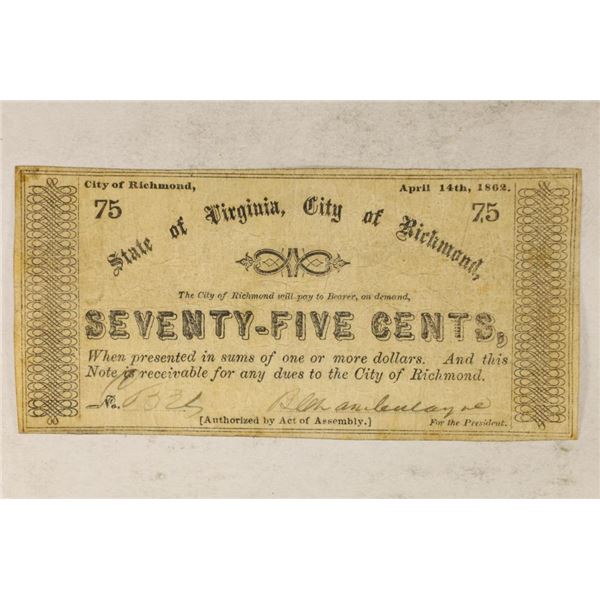 City of Richmond, April 14th, 1862.
75 75
State of Virginia, City of Richmond,
The City of Richmond will pay to Bearer, on demand,
SEVENTY-FIVE CENTS,
When presented in sums of one or more dollars. And this
Note is receivable for any dues to the City of Richmond.
No.
[Authorized by Act of Assembly.] For the President.